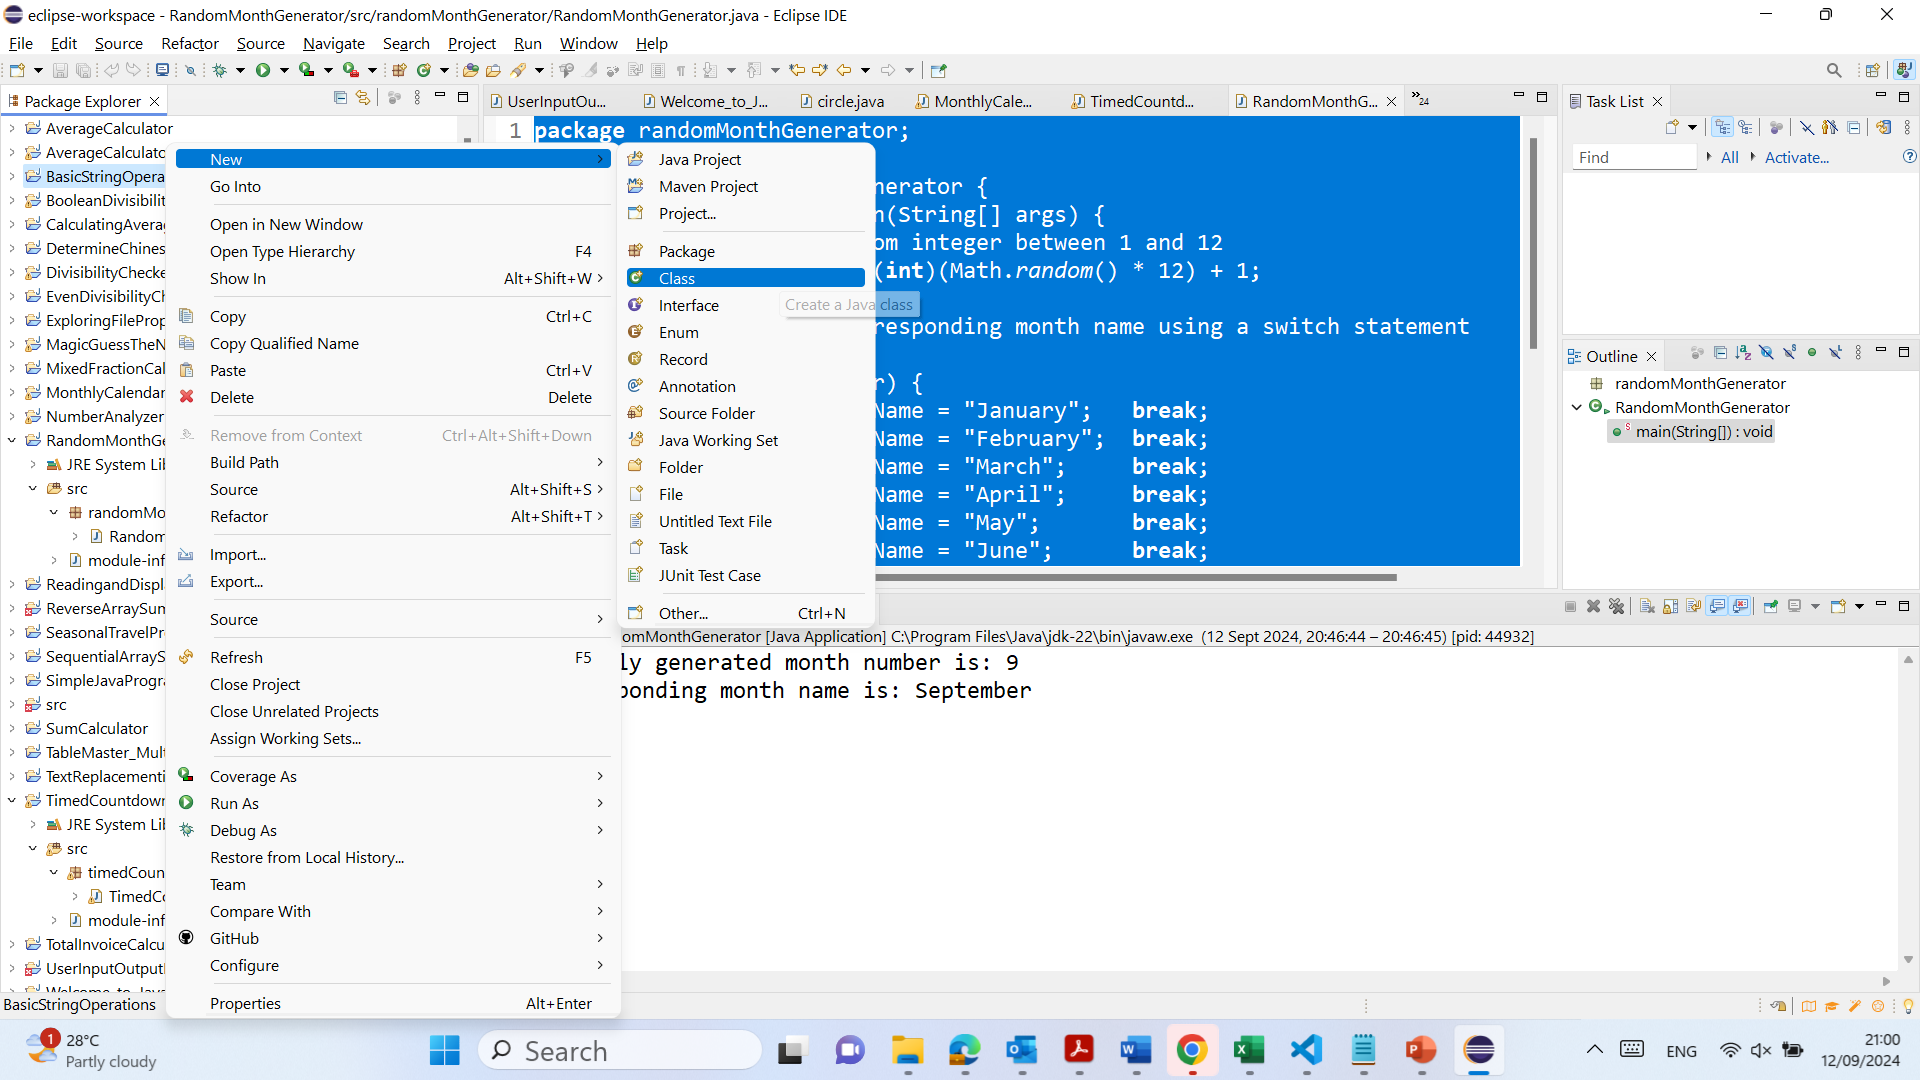 eclipse-workspace - RandomMonthGenerator/src/randomMonthGenerator/RandomMonthGenerator.java - Eclipse IDE
File Edit Source Refactor Source Navigate Search Project Run Window Help
Package Explorer
AverageCalculator
AverageCalculato
BasicStringOpera
BooleanDivisibilit
CalculatingAverag
DetermineChines
DivisibilityChecke
EvenDivisibilityCh
ExploringFileProp
MagicGuessTheN
MixedFractionCal
MonthlyCalendar
NumberAnalyzer
RandomMonthGe
JRE System Lib
src
randomMo
Random
module-inf
ReadingandDispl
ReverseArraySum
SeasonalTravelPr
SequentialArrayS
SimpleJavaProgra
src
SumCalculator
TableMaster_Mult
TextReplacementi
TimedCountdown
JRE System Lib
src
timedCoun
TimedCo
module-inf
TotalInvoiceCalcu
UserInputOutput
BasicStringOperations
New
Go Into
Open in New Window
Open Type Hierarchy F4
Show In Alt+Shift+W
Copy Ctrl+C
Copy Qualified Name
Paste Ctrl+V
Delete Delete
Remove from Context Ctrl+Alt+Shift+Down
Build Path
Source Alt+Shift+S
Refactor Alt+Shift+T
Import...
Export...
Source
Refresh F5
Close Project
Close Unrelated Projects
Assign Working Sets...
Coverage As
Run As
Debug As
Restore from Local History...
Team
Compare With
GitHub
Configure
Properties Alt+Enter
Java Project
Maven Project
Project...
Package
Class
Interface
Enum
Record
Annotation
Source Folder
Java Working Set
Folder
File
Untitled Text File
Task
JUnit Test Case
Other... Ctrl+N
Create a Java class
UserInputOu... Welcome_to_J... circle.java MonthlyCale... TimedCountd... RandomMonthG... 24
1 package randomMonthGenerator;
nerator {
n(String[] args) {
om integer between 1 and 12
(int)(Math.random() * 12) + 1;
responding month name using a switch statement
r) {
Name = "January"; break;
Name = "February"; break;
Name = "March"; break;
Name = "April"; break;
Name = "May"; break;
Name = "June"; break;
omMonthGenerator [Java Application] C:\Program Files\Java\jdk-22\bin\javaw.exe (12 Sept 2024, 20:46:44 – 20:46:45) [pid: 44932]
ly generated month number is: 9
ponding month name is: September
Task List
Find All Activate...
Outline
randomMonthGenerator
RandomMonthGenerator
main(String[]) : void
1 28°C
Partly cloudy
Search
ENG
21:00
12/09/2024